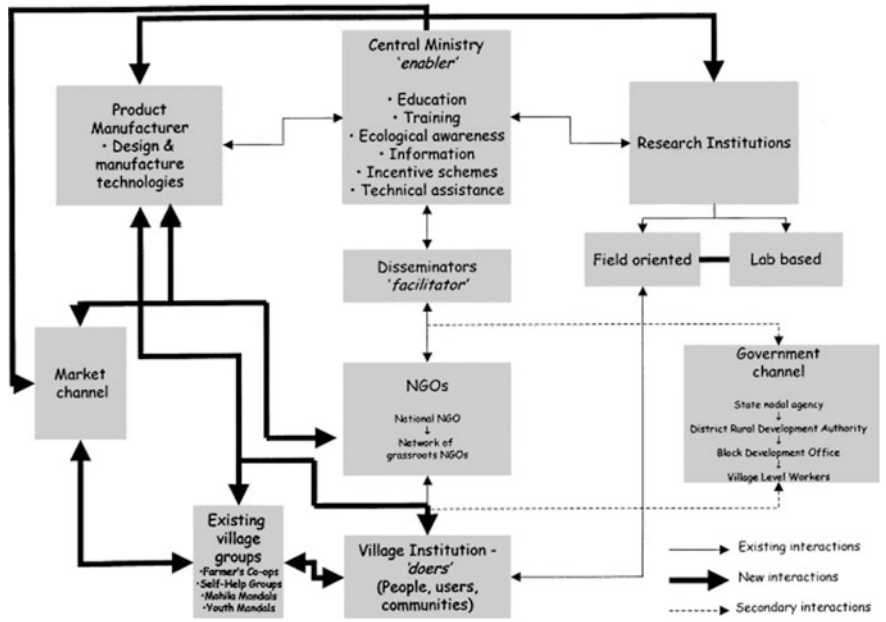 Central Ministry
'enabler'
• Education
• Training
• Ecological awareness
• Information
• Incentive schemes
• Technical assistance
Product
Manufacturer
• Design &
manufacture
technologies
Research Institutions
Disseminators
'facilitator'
Field oriented
Lab based
Market
channel
NGOs
National NGO
Network of
grassroots NGOs
Government
channel
State nodal agency
District Rural Development Authority
Block Development Office
Village Level Workers
Existing
village
groups
•Farmer's Co-ops
•Self-Help Groups
•Mahila Mandals
•Youth Mandals
Village Institution -
'doers'
(People, users,
communities)
Existing interactions
New interactions
Secondary interactions